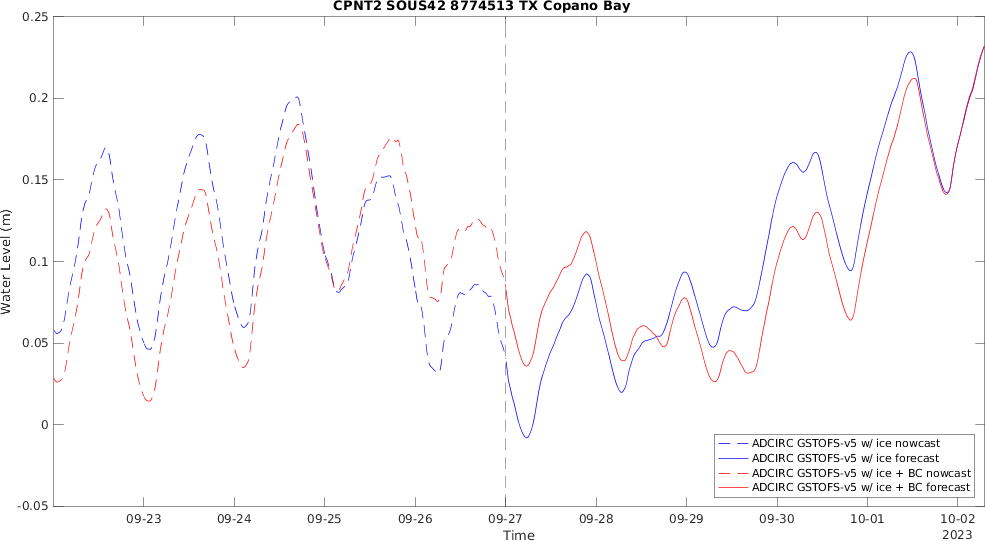 CPNT2 SOUS42 8774513 TX Copano Bay
0.25
0.2
0.15
0.1
0.05
0
-0.05
Water Level (m)
09-23 09-24 09-25 09-26 09-27 09-28 09-29 09-30 10-01 10-02
2023
Time
ADCIRC GSTOFS-v5 w/ ice nowcast
ADCIRC GSTOFS-v5 w/ ice forecast
ADCIRC GSTOFS-v5 w/ ice + BC nowcast
ADCIRC GSTOFS-v5 w/ ice + BC forecast